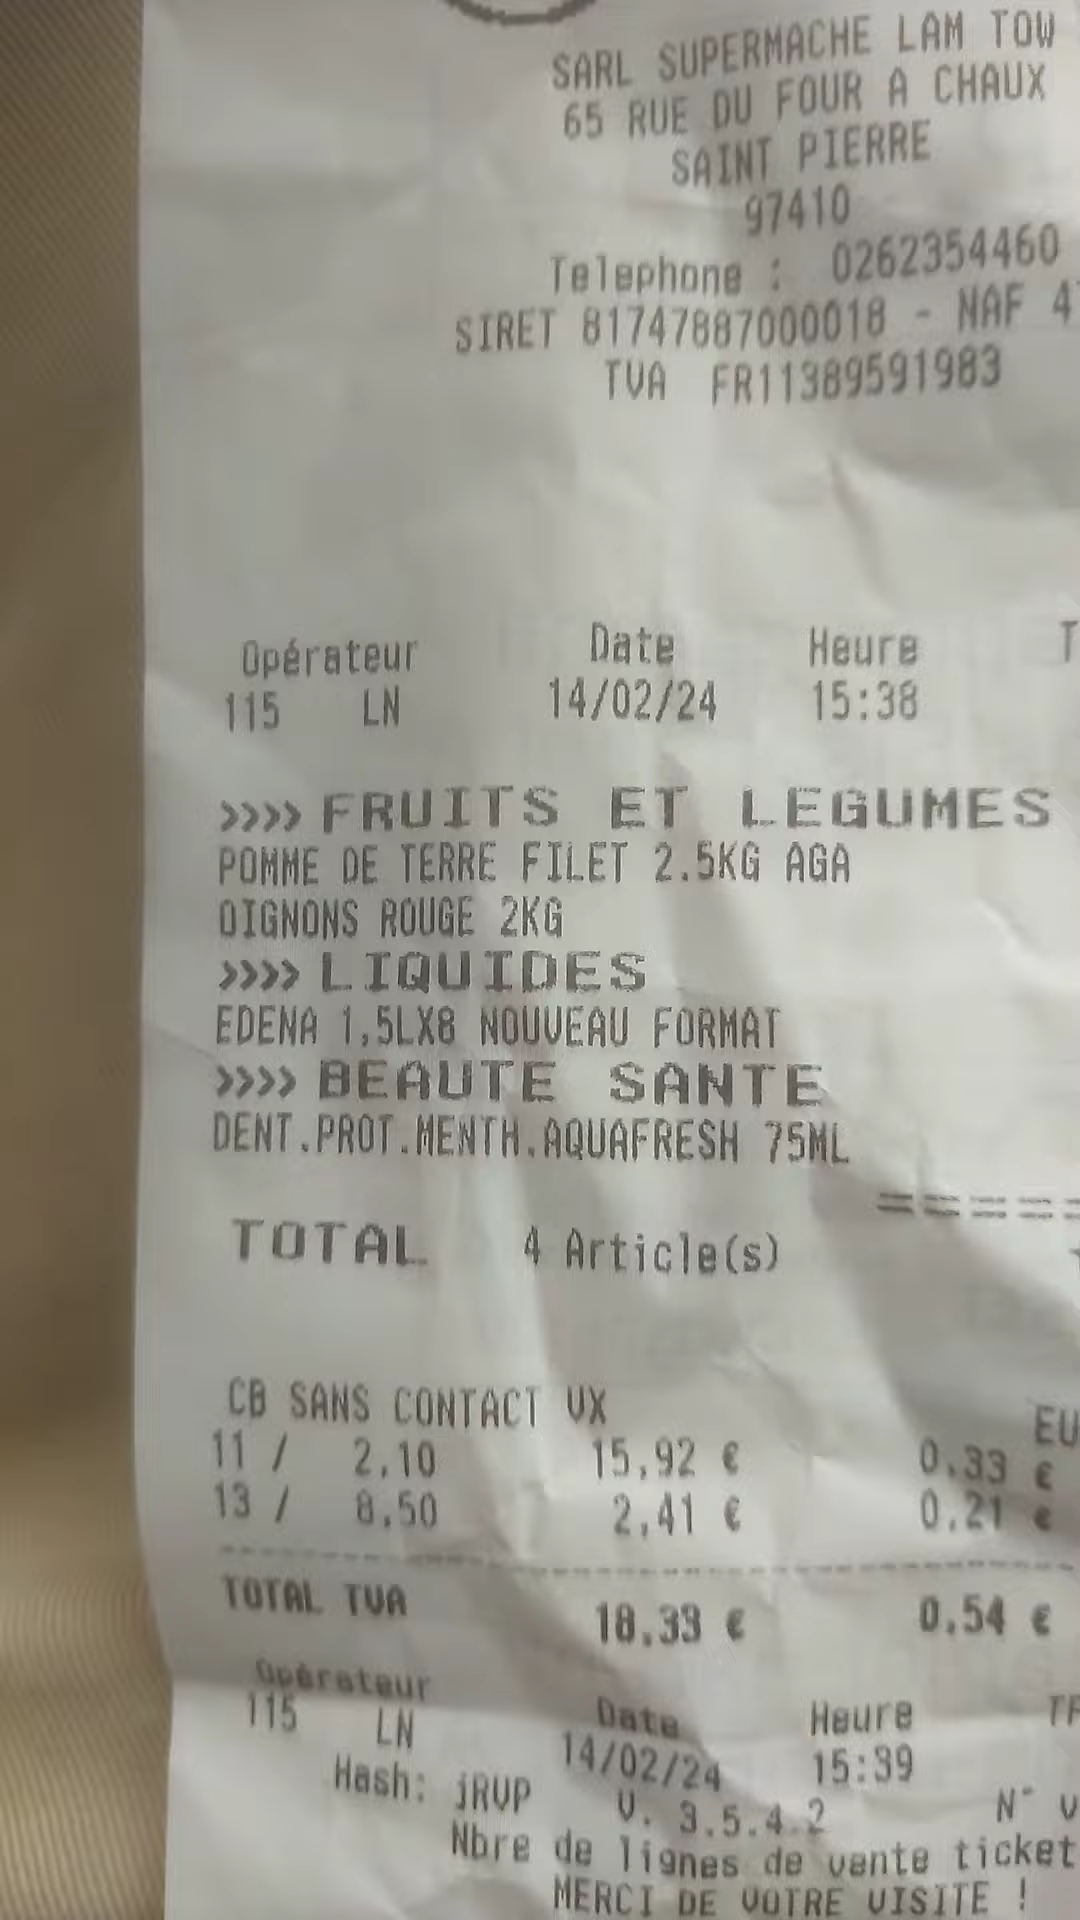 SARL SUPERMACHE LAM TOW
65 RUE DU FOUR A CHAUX
SAINT PIERRE
97410
Telephone : 0262354460
SIRET 81747887000018 - NAF 4
TVA FR11389591983
Opérateur Date Heure T
115 LN 14/02/24 15:38
>>>> FRUITS ET LEGUMES
POMME DE TERRE FILET 2.5KG AGA
OIGNONS ROUGE 2KG
>>>> LIQUIDES
EDENA 1,5LX8 NOUVEAU FORMAT
>>>> BEAUTE SANTE
DENT.PROT.MENTH.AQUAFRESH 75ML
=====
TOTAL 4 Article(s)
CB SANS CONTACT VX EU
11 / 2,10 15,92 € 0,33 €
13 / 8,50 2,41 € 0,21 €
TOTAL TVA 18,33 € 0,54 €
Opérateur Date Heure TP
115 LN 14/02/24 15:39
Hash: jRVP V. 3.5.4.2 N° V
Nbre de lignes de vente ticket
MERCI DE VOTRE VISITE !